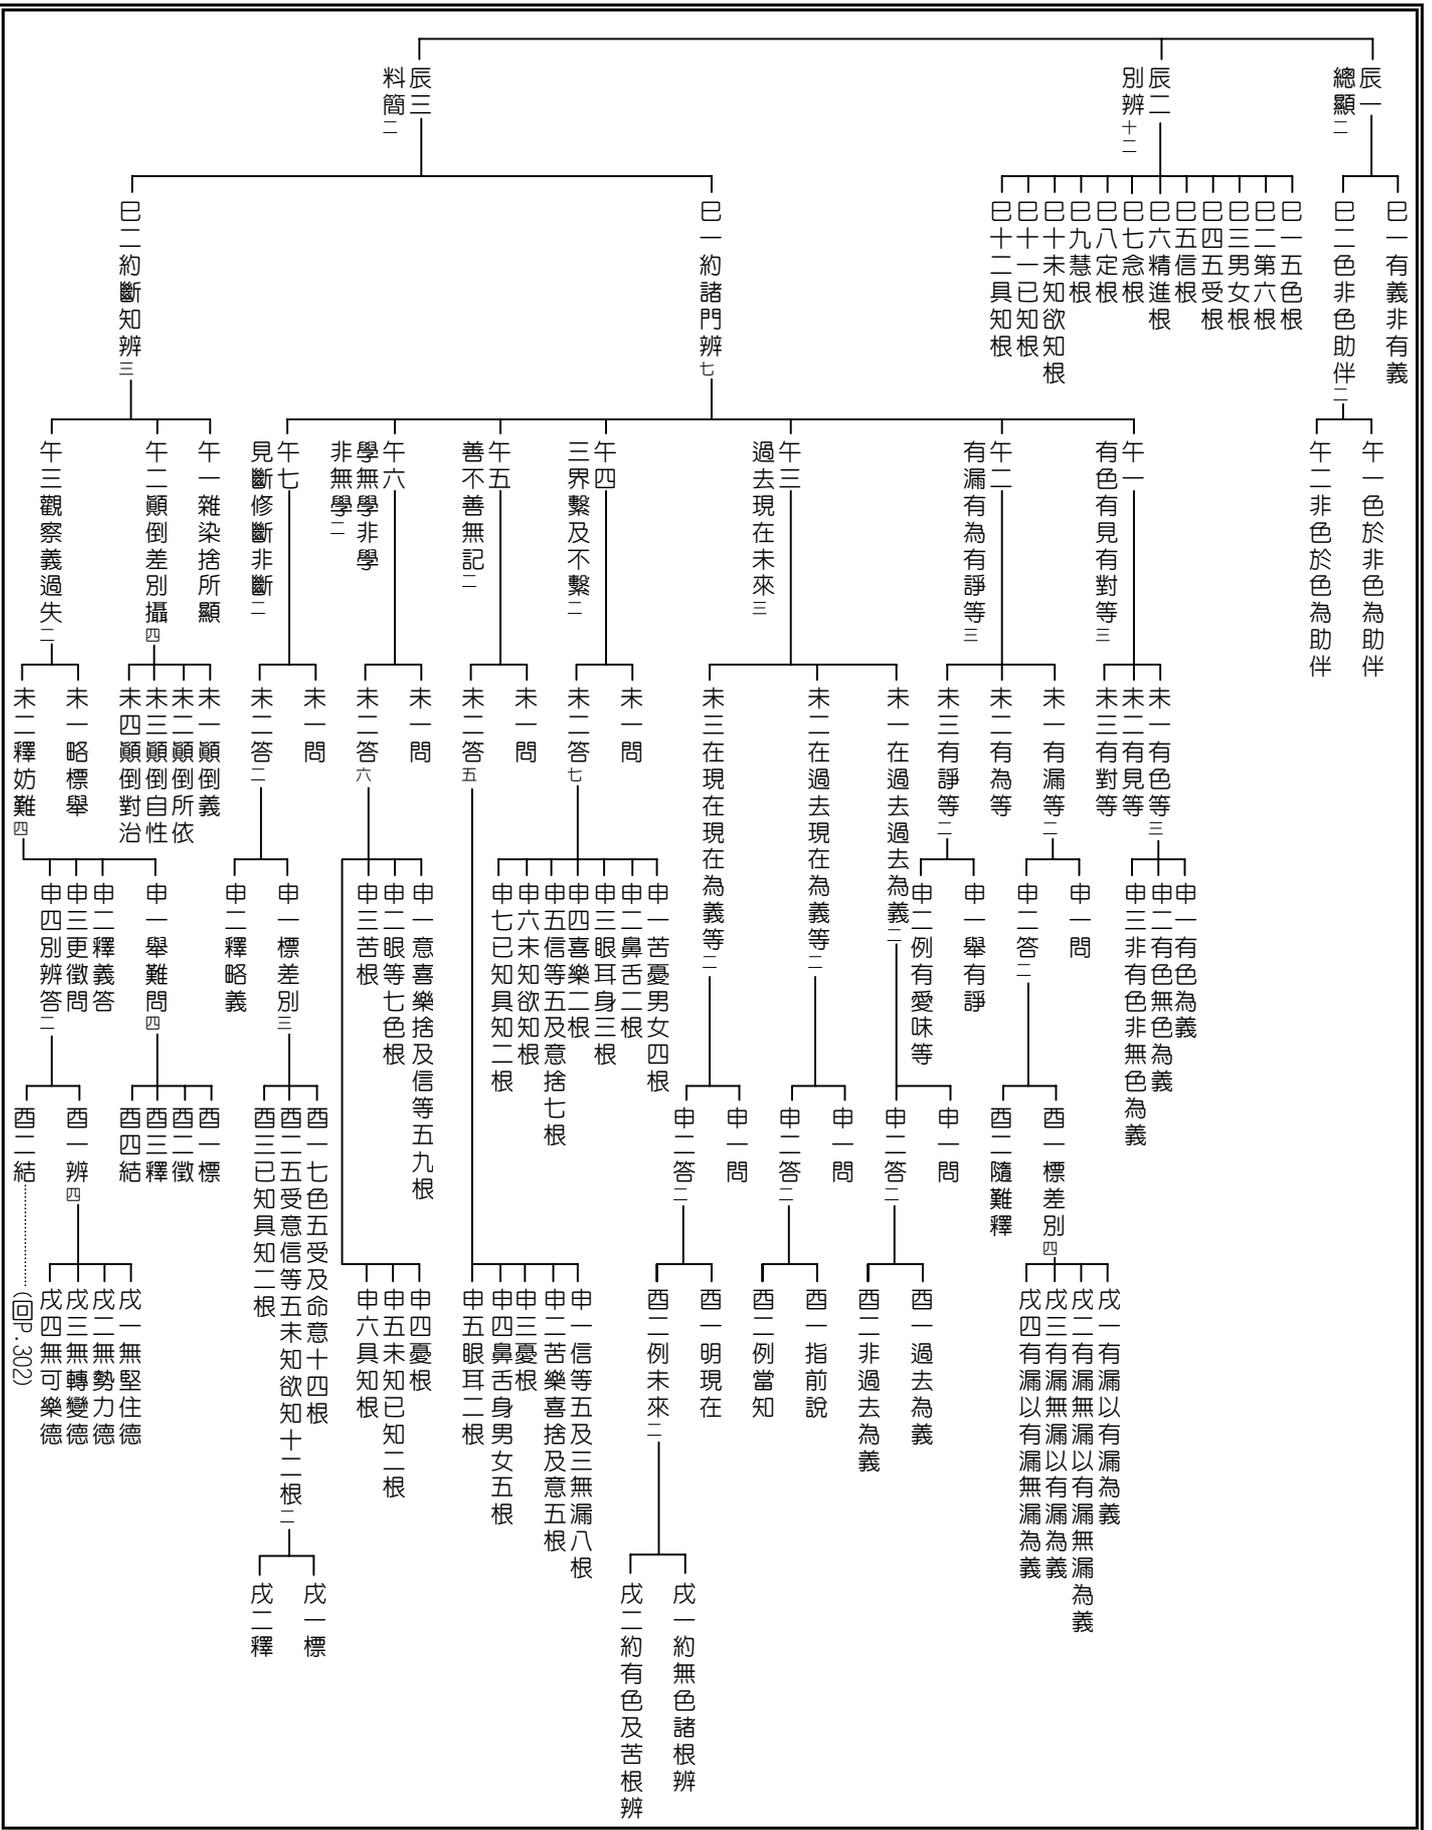 辰一
總顯二
巳一有義非有義
巳二色非色助伴二
午一色於非色為助伴
午二非色於色為助伴
辰二
別辨十二
巳一五色根
巳二第六根
巳三男女根
巳四五受根
巳五信根
巳六精進根
巳七念根
巳八定根
巳九慧根
巳十未知欲知根
巳十一已知根
巳十二具知根
辰三
料簡二
巳一約諸門辨七
午一
有色有見有對等三
未一有色等三
申一有色為義
申二有色無色為義
申三非有色非無色為義
未二有見等
未三有對等
午二
有漏有為有諍等三
未一有漏等二
申一問
申二答二
酉一標差別四
戌一有漏以有漏為義
戌二有漏無漏以有漏無漏為義
戌三有漏無漏以有漏為義
戌四有漏以有漏無漏為義
酉二隨難釋
未二有為等
未三有諍等二
申一舉有諍
申二例有愛味等
午三
過去現在未來三
未一在過去過去為義二
申一問
申二答二
酉一過去為義
酉二非過去為義
未二在過去現在為義等二
申一問
申二答二
酉一指前說
酉二例當知
未三在現在現在為義等二
申一問
申二答二
酉一明現在
酉二例未來二
戌一約無色諸根辨
戌二約有色及苦根辨
午四
三界繫及不繫二
未一問
未二答七
申一苦憂男女四根
申二鼻舌二根
申三眼耳身三根
申四喜樂二根
申五信等五及意捨七根
申六未知欲知根
申七已知具知二根
午五
善不善無記二
未一問
未二答五
申一信等五及三無漏八根
申二苦樂喜捨及意五根
申三憂根
申四鼻舌身男女五根
申五眼耳二根
午六
學無學非學
非無學二
未一問
未二答六
申一意喜樂捨及信等五九根
申二眼等七色根
申三苦根
申四憂根
申五未知已知二根
申六具知根
午七
見斷修斷非斷二
未一問
未二答二
申一標差別三
酉一七色五受及命意十四根
酉二五受意信等五未知欲知十二根二
戌一標
戌二釋
酉三已知具知二根
申二釋略義
巳二約斷知辨三
午一雜染捨所顯
午二顛倒差別攝四
未一顛倒義
未二顛倒所依
未三顛倒自性
未四顛倒對治
午三觀察義過失二
未一略標舉
未二釋妨難四
申一舉難問四
酉一標
酉二徵
酉三釋
酉四結
申二釋義答
申三更徵問
申四別辨答二
酉一辨四
戌一無堅住德
戌二無勢力德
戌三無轉變德
戌四無可樂德
酉二結………(回P.302)